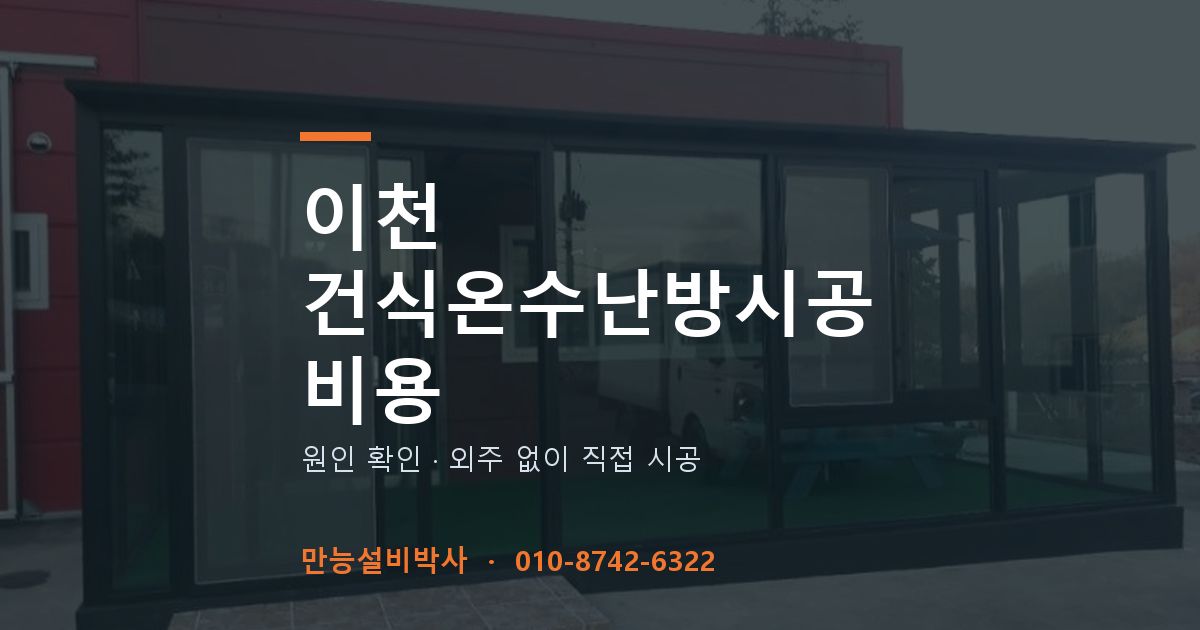 이천
건식온수난방시공
비용
원인 확인 · 외주 없이 직접 시공
만능설비박사 · 010-8742-6322